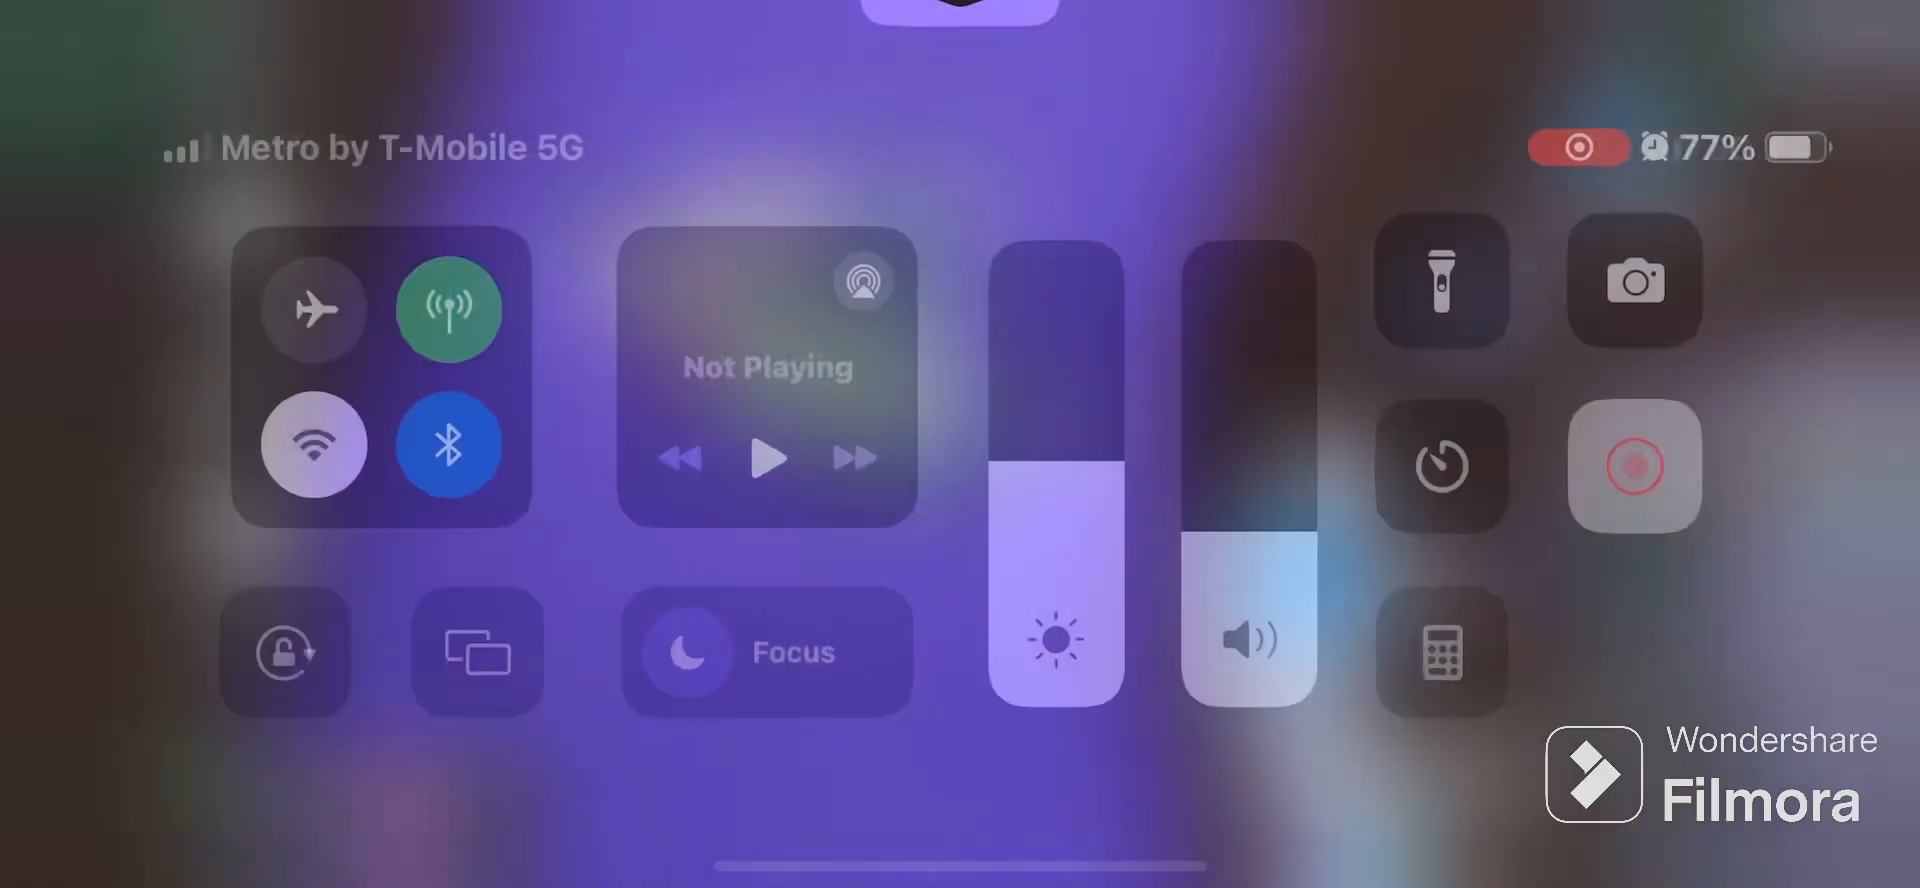 Metro by T-Mobile 5G
77%
Not Playing
Focus
Wondershare
Filmora